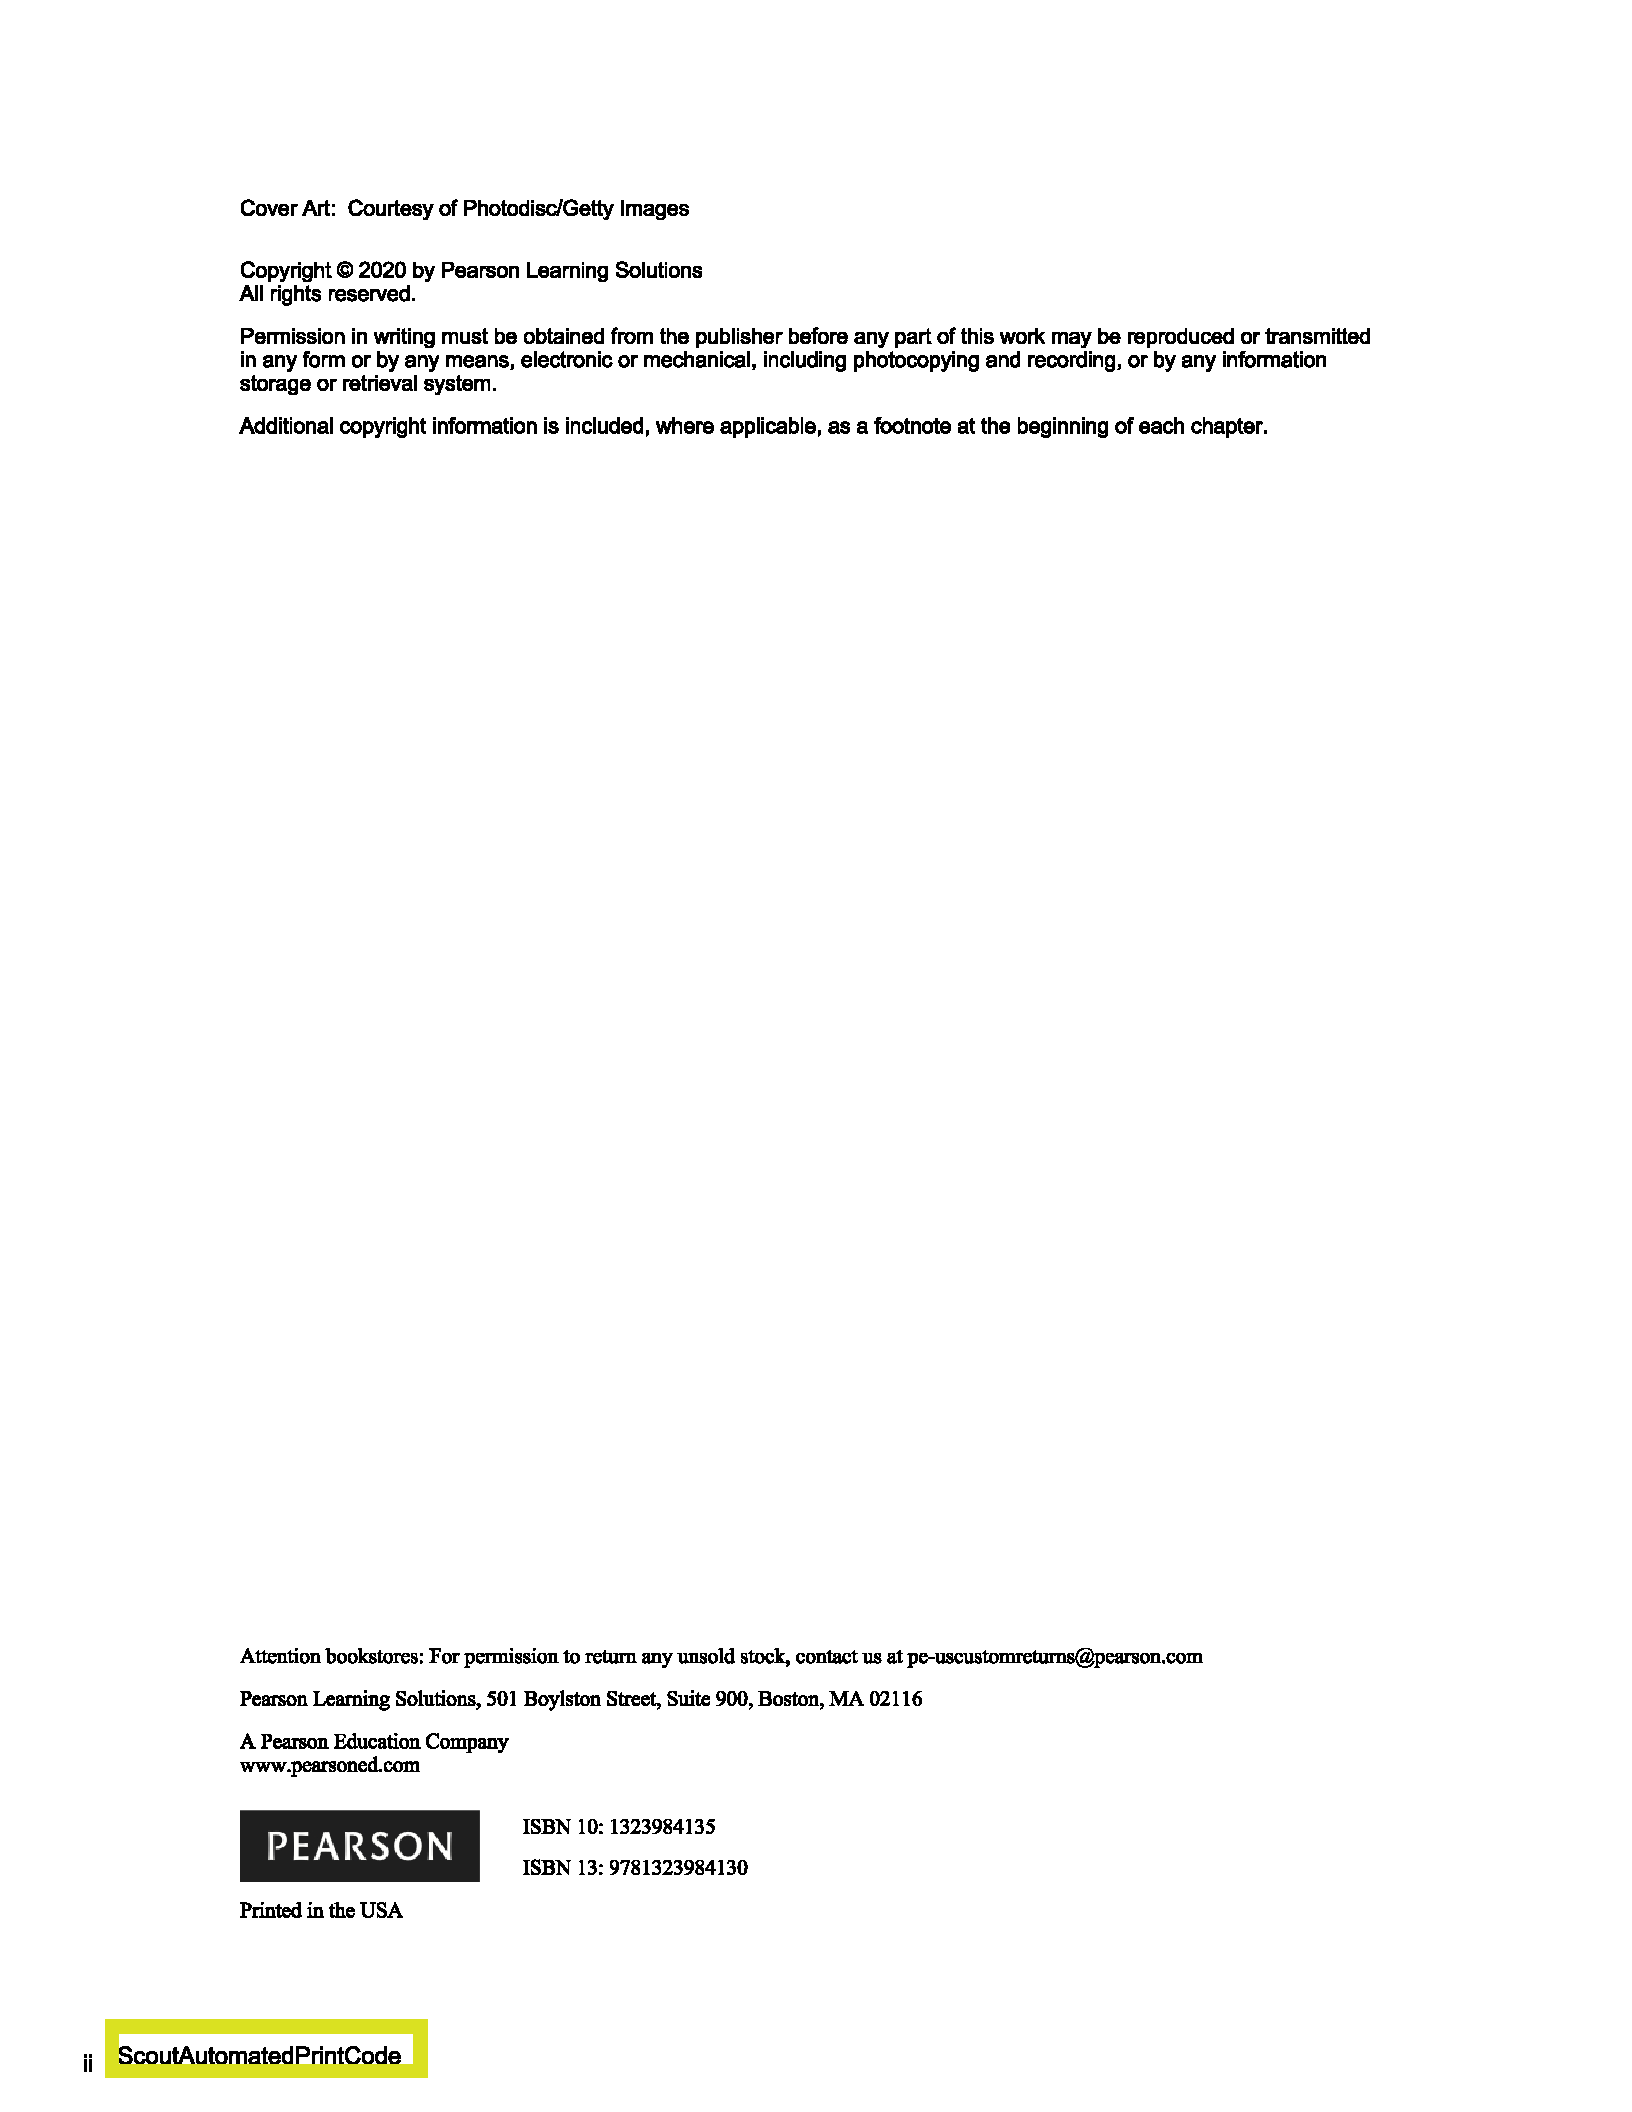 Cover Art: Courtesy of Photodisc/Getty Images
Copyright © 2020 by Pearson Learning Solutions
All rights reserved.
Permission in writing must be obtained from the publisher before any part of this work may be reproduced or transmitted
in any form or by any means, electronic or mechanical, including photocopying and recording, or by any information
storage or retrieval system.
Additional copyright information is included, where applicable, as a footnote at the beginning of each chapter.
Attention bookstores: For permission to return any unsold stock, contact us at pe-uscustomreturns@pearson.com
Pearson Learning Solutions, 501 Boylston Street, Suite 900, Boston, MA 02116
A Pearson Education Company
www.pearsoned.com
PEARSON
ISBN 10: 1323984135
ISBN 13: 9781323984130
Printed in the USA
ii ScoutAutomatedPrintCode